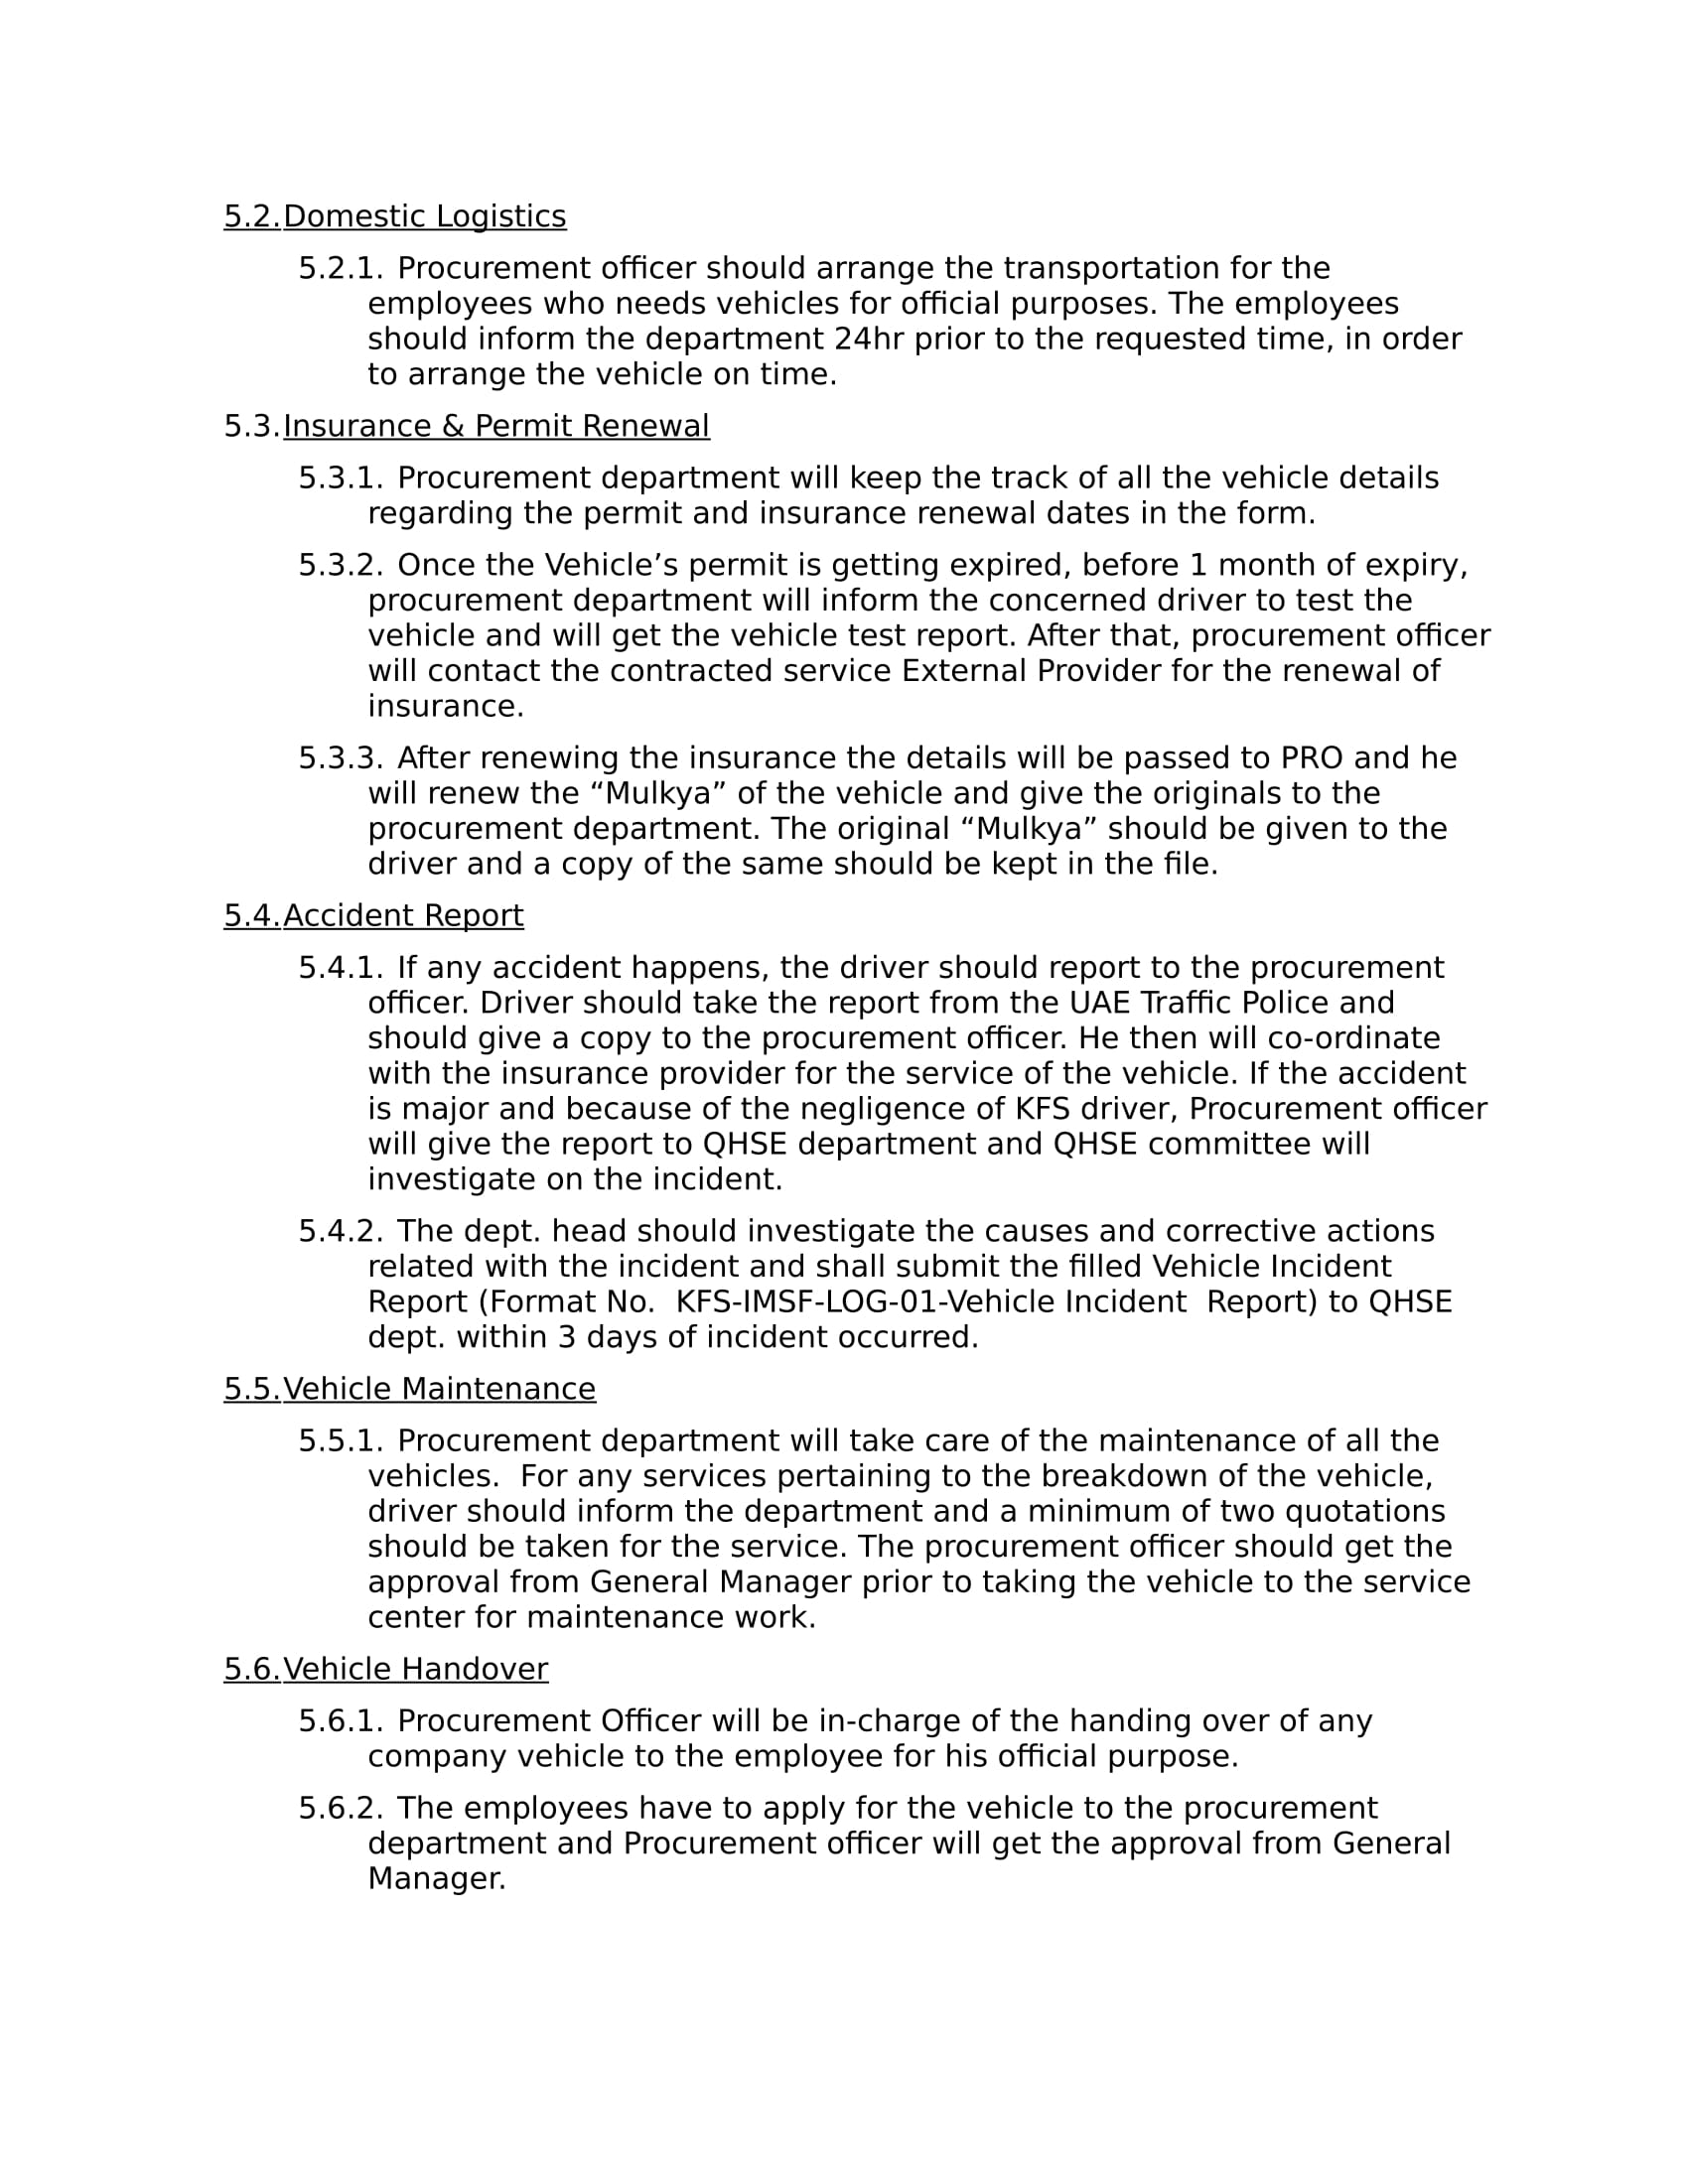 5.2. Domestic Logistics
5.2.1. Procurement officer should arrange the transportation for the
employees who needs vehicles for official purposes. The employees
should inform the department 24hr prior to the requested time, in order
to arrange the vehicle on time.
5.3. Insurance & Permit Renewal
5.3.1. Procurement department will keep the track of all the vehicle details
regarding the permit and insurance renewal dates in the form.
5.3.2. Once the Vehicle’s permit is getting expired, before 1 month of expiry,
procurement department will inform the concerned driver to test the
vehicle and will get the vehicle test report. After that, procurement officer
will contact the contracted service External Provider for the renewal of
insurance.
5.3.3. After renewing the insurance the details will be passed to PRO and he
will renew the “Mulkya” of the vehicle and give the originals to the
procurement department. The original “Mulkya” should be given to the
driver and a copy of the same should be kept in the file.
5.4. Accident Report
5.4.1. If any accident happens, the driver should report to the procurement
officer. Driver should take the report from the UAE Traffic Police and
should give a copy to the procurement officer. He then will co-ordinate
with the insurance provider for the service of the vehicle. If the accident
is major and because of the negligence of KFS driver, Procurement officer
will give the report to QHSE department and QHSE committee will
investigate on the incident.
5.4.2. The dept. head should investigate the causes and corrective actions
related with the incident and shall submit the filled Vehicle Incident
Report (Format No.  KFS-IMSF-LOG-01-Vehicle Incident  Report) to QHSE
dept. within 3 days of incident occurred.
5.5. Vehicle Maintenance
5.5.1. Procurement department will take care of the maintenance of all the
vehicles.  For any services pertaining to the breakdown of the vehicle,
driver should inform the department and a minimum of two quotations
should be taken for the service. The procurement officer should get the
approval from General Manager prior to taking the vehicle to the service
center for maintenance work.
5.6. Vehicle Handover
5.6.1. Procurement Officer will be in-charge of the handing over of any
company vehicle to the employee for his official purpose.
5.6.2. The employees have to apply for the vehicle to the procurement
department and Procurement officer will get the approval from General
Manager.